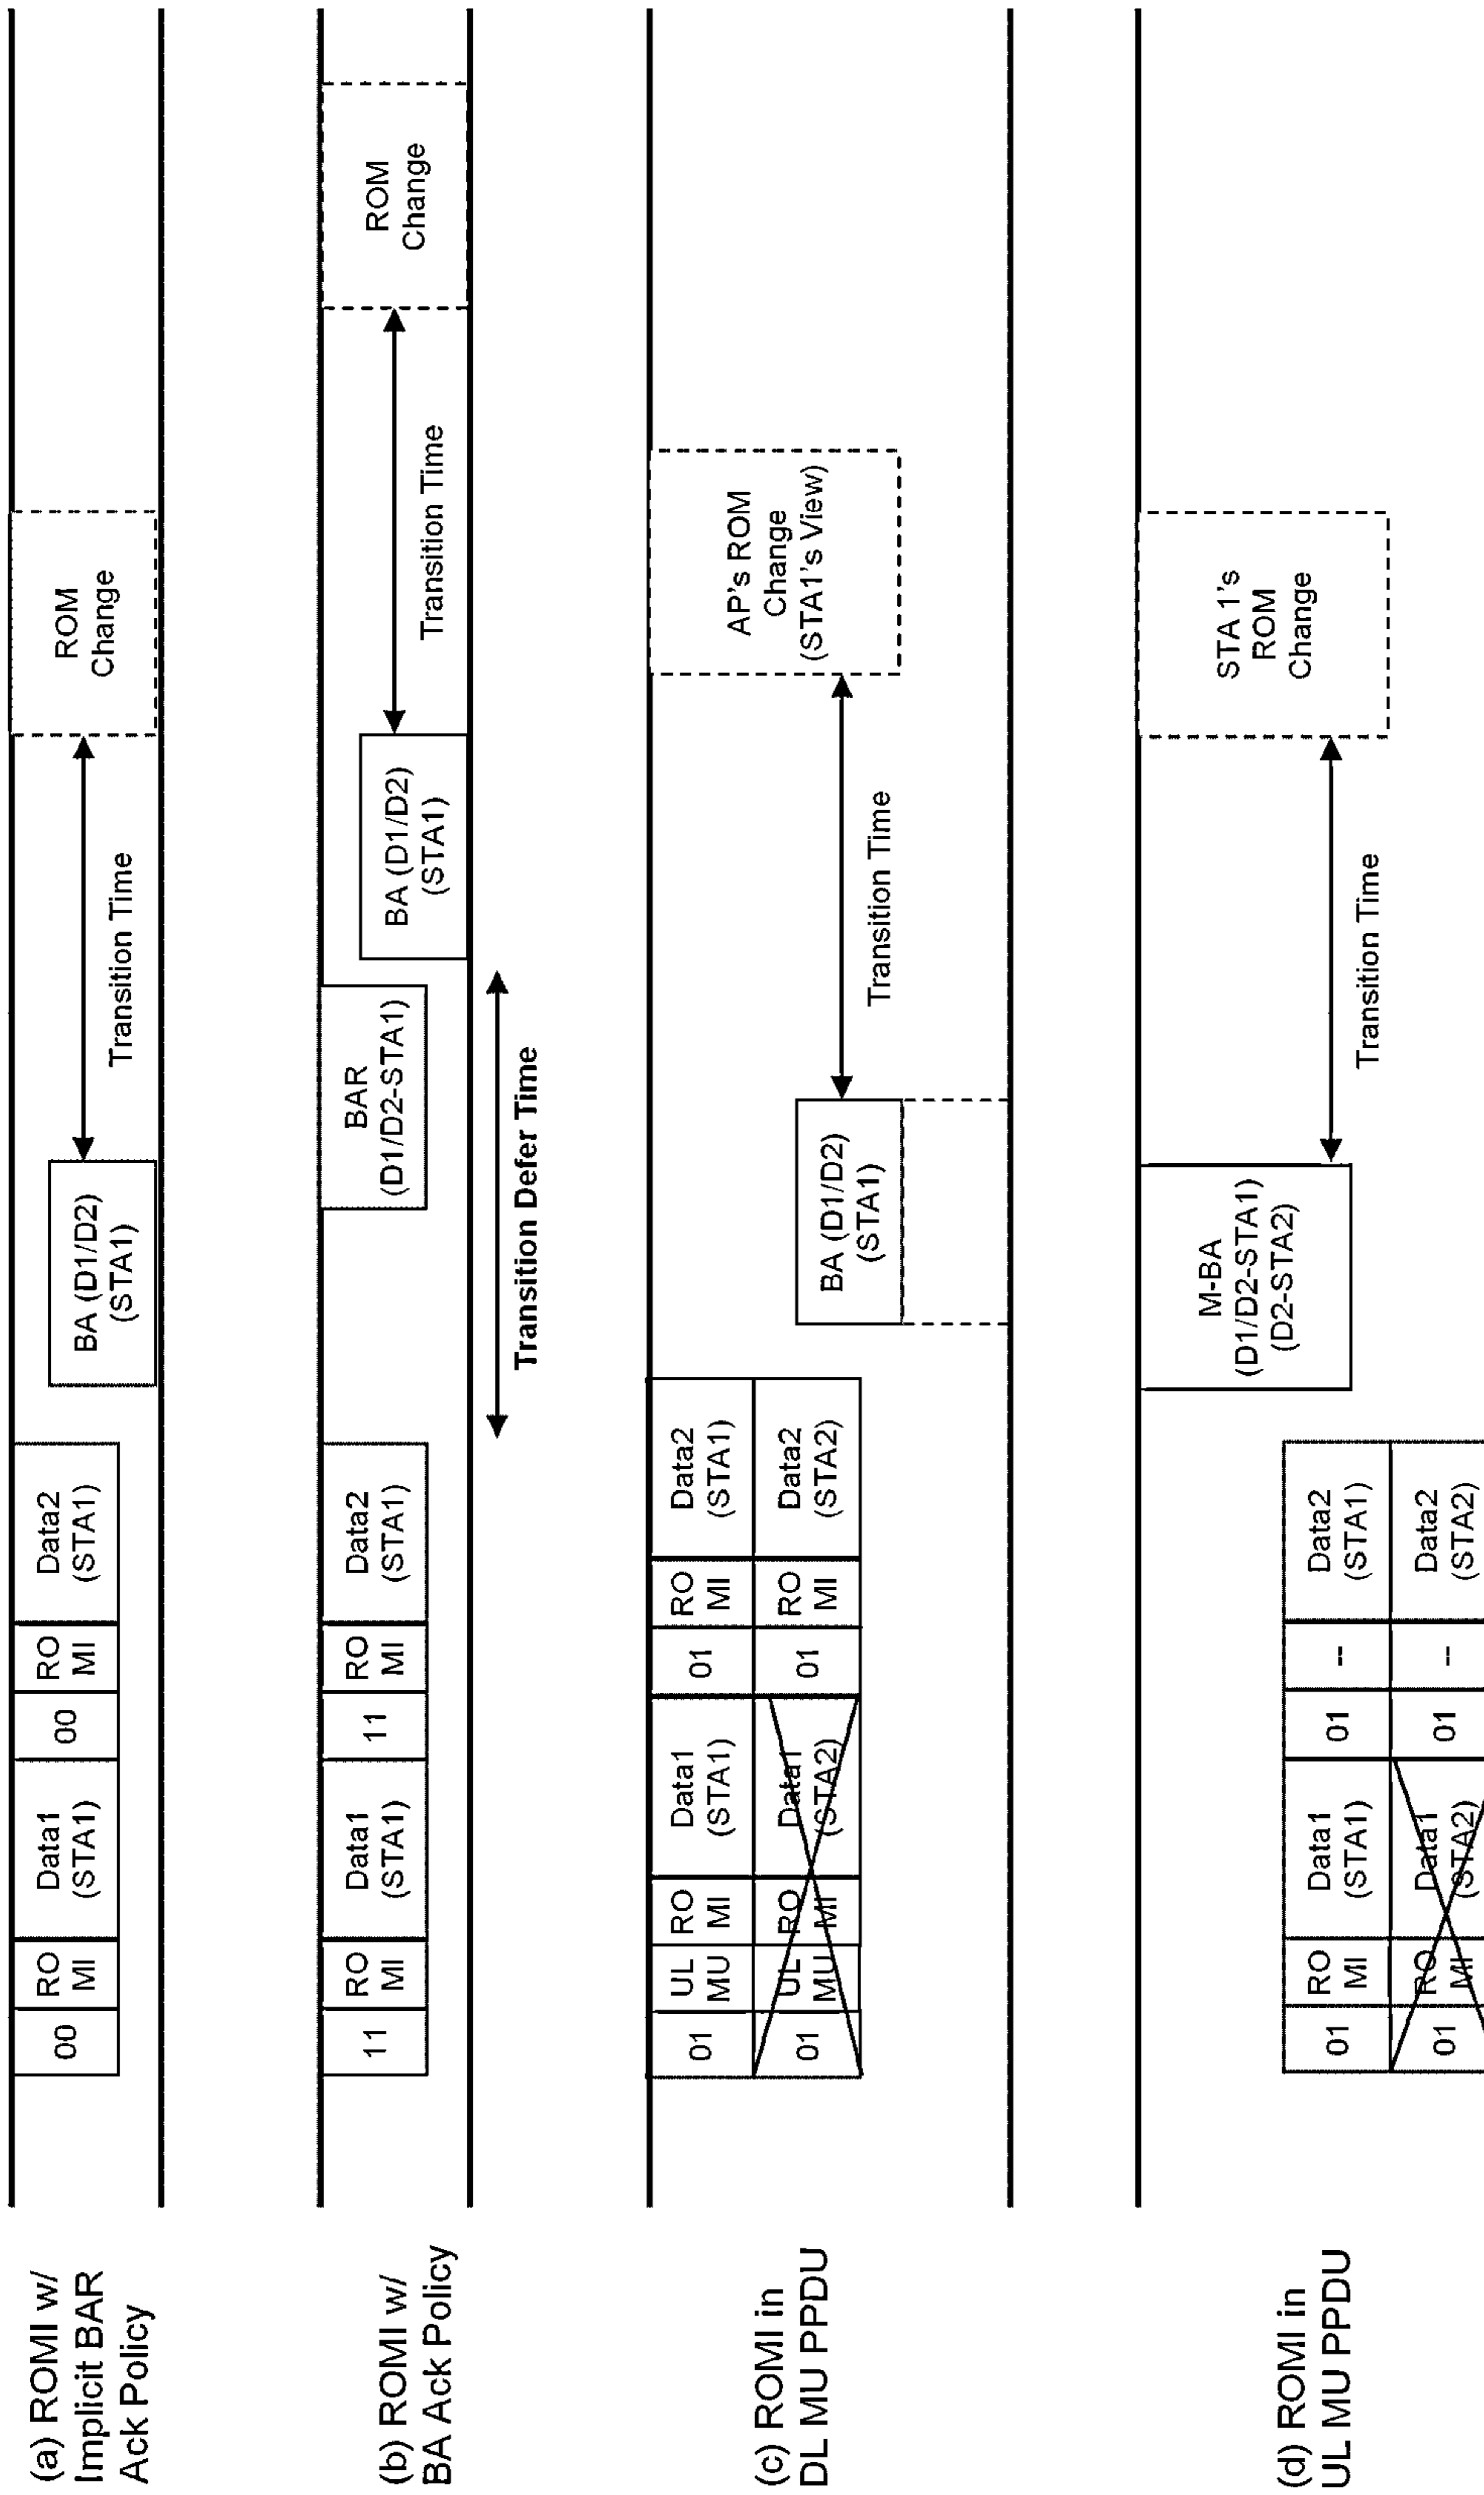 (a) ROMI w/
Implicit BAR
Ack Policy
00
RO
MI
Data1
(STA1)
00
RO
MI
Data2
(STA1)
BA (D1/D2)
(STA1)
Transition Time
ROM
Change
(b) ROMI w/
BA Ack Policy
11
RO
MI
Data1
(STA1)
11
RO
MI
Data2
(STA1)
Transition Defer Time
BAR
(D1/D2-STA1)
BA (D1/D2)
(STA1)
Transition Time
ROM
Change
(c) ROMI in
DL MU PPDU
01
UL
MU
RO
MI
Data1
(STA1)
01
RO
MI
Data2
(STA1)
01
UL
MU
RO
MI
Data1
(STA2)
01
RO
MI
Data2
(STA2)
BA (D1/D2)
(STA1)
Transition Time
AP's ROM
Change
(STA1's View)
(d) ROMI in
UL MU PPDU
01
RO
MI
Data1
(STA1)
01
--
Data2
(STA1)
01
RO
MI
Data1
(STA2)
01
--
Data2
(STA2)
M-BA
(D1/D2-STA1)
(D2-STA2)
Transition Time
STA 1's
ROM
Change